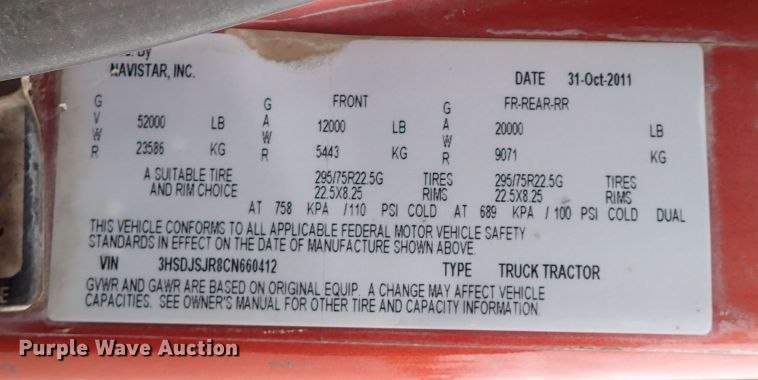 By
NAVISTAR, INC.
DATE 31-Oct-2011
GVWR 52000 LB GAWR FRONT 12000 LB GAWR FR-REAR-RR 20000 LB
23586 KG 5443 KG 9071 KG
A SUITABLE TIRE 295/75R22.5G TIRES 295/75R22.5G TIRES
AND RIM CHOICE 22.5X8.25 RIMS 22.5X8.25 RIMS
AT 758 KPA /110 PSI COLD AT 689 KPA / 100 PSI COLD DUAL
THIS VEHICLE CONFORMS TO ALL APPLICABLE FEDERAL MOTOR VEHICLE SAFETY
STANDARDS IN EFFECT ON THE DATE OF MANUFACTURE SHOWN ABOVE.
VIN 3HSDJSJR8CN660412 TYPE TRUCK TRACTOR
GVWR AND GAWR ARE BASED ON ORIGINAL EQUIP. A CHANGE MAY AFFECT VEHICLE
CAPACITIES. SEE OWNER'S MANUAL FOR OTHER TIRE AND CAPACITY INFORMATION.
Purple Wave Auction